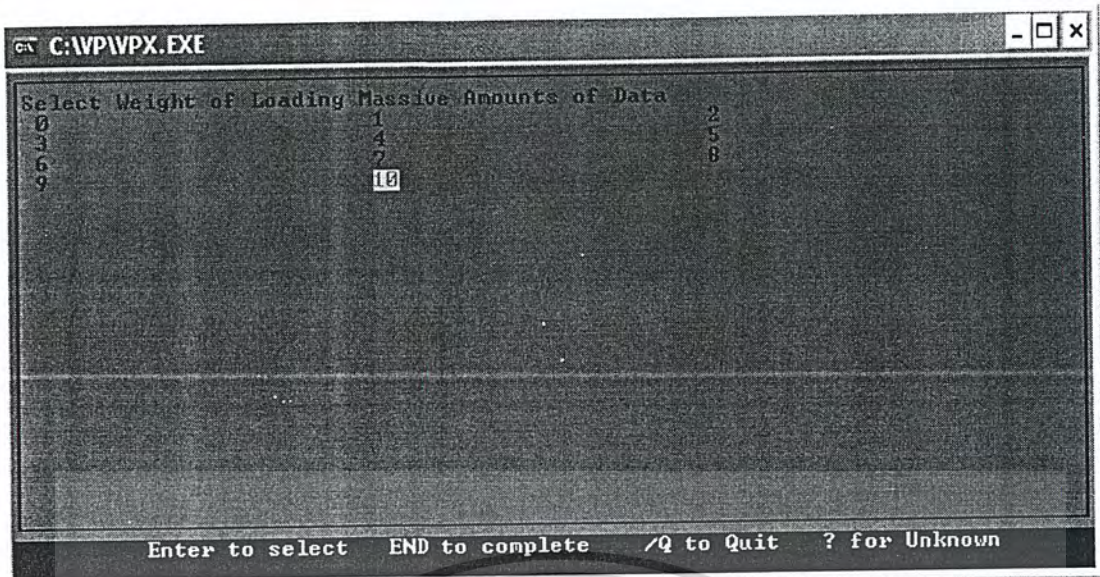 C:\VP\VPX.EXE
Select Weight of Loading Massive Amounts of Data
0 1 2
3 4 5
6 7 8
9 10
Enter to select END to complete /Q to Quit ? for Unknown